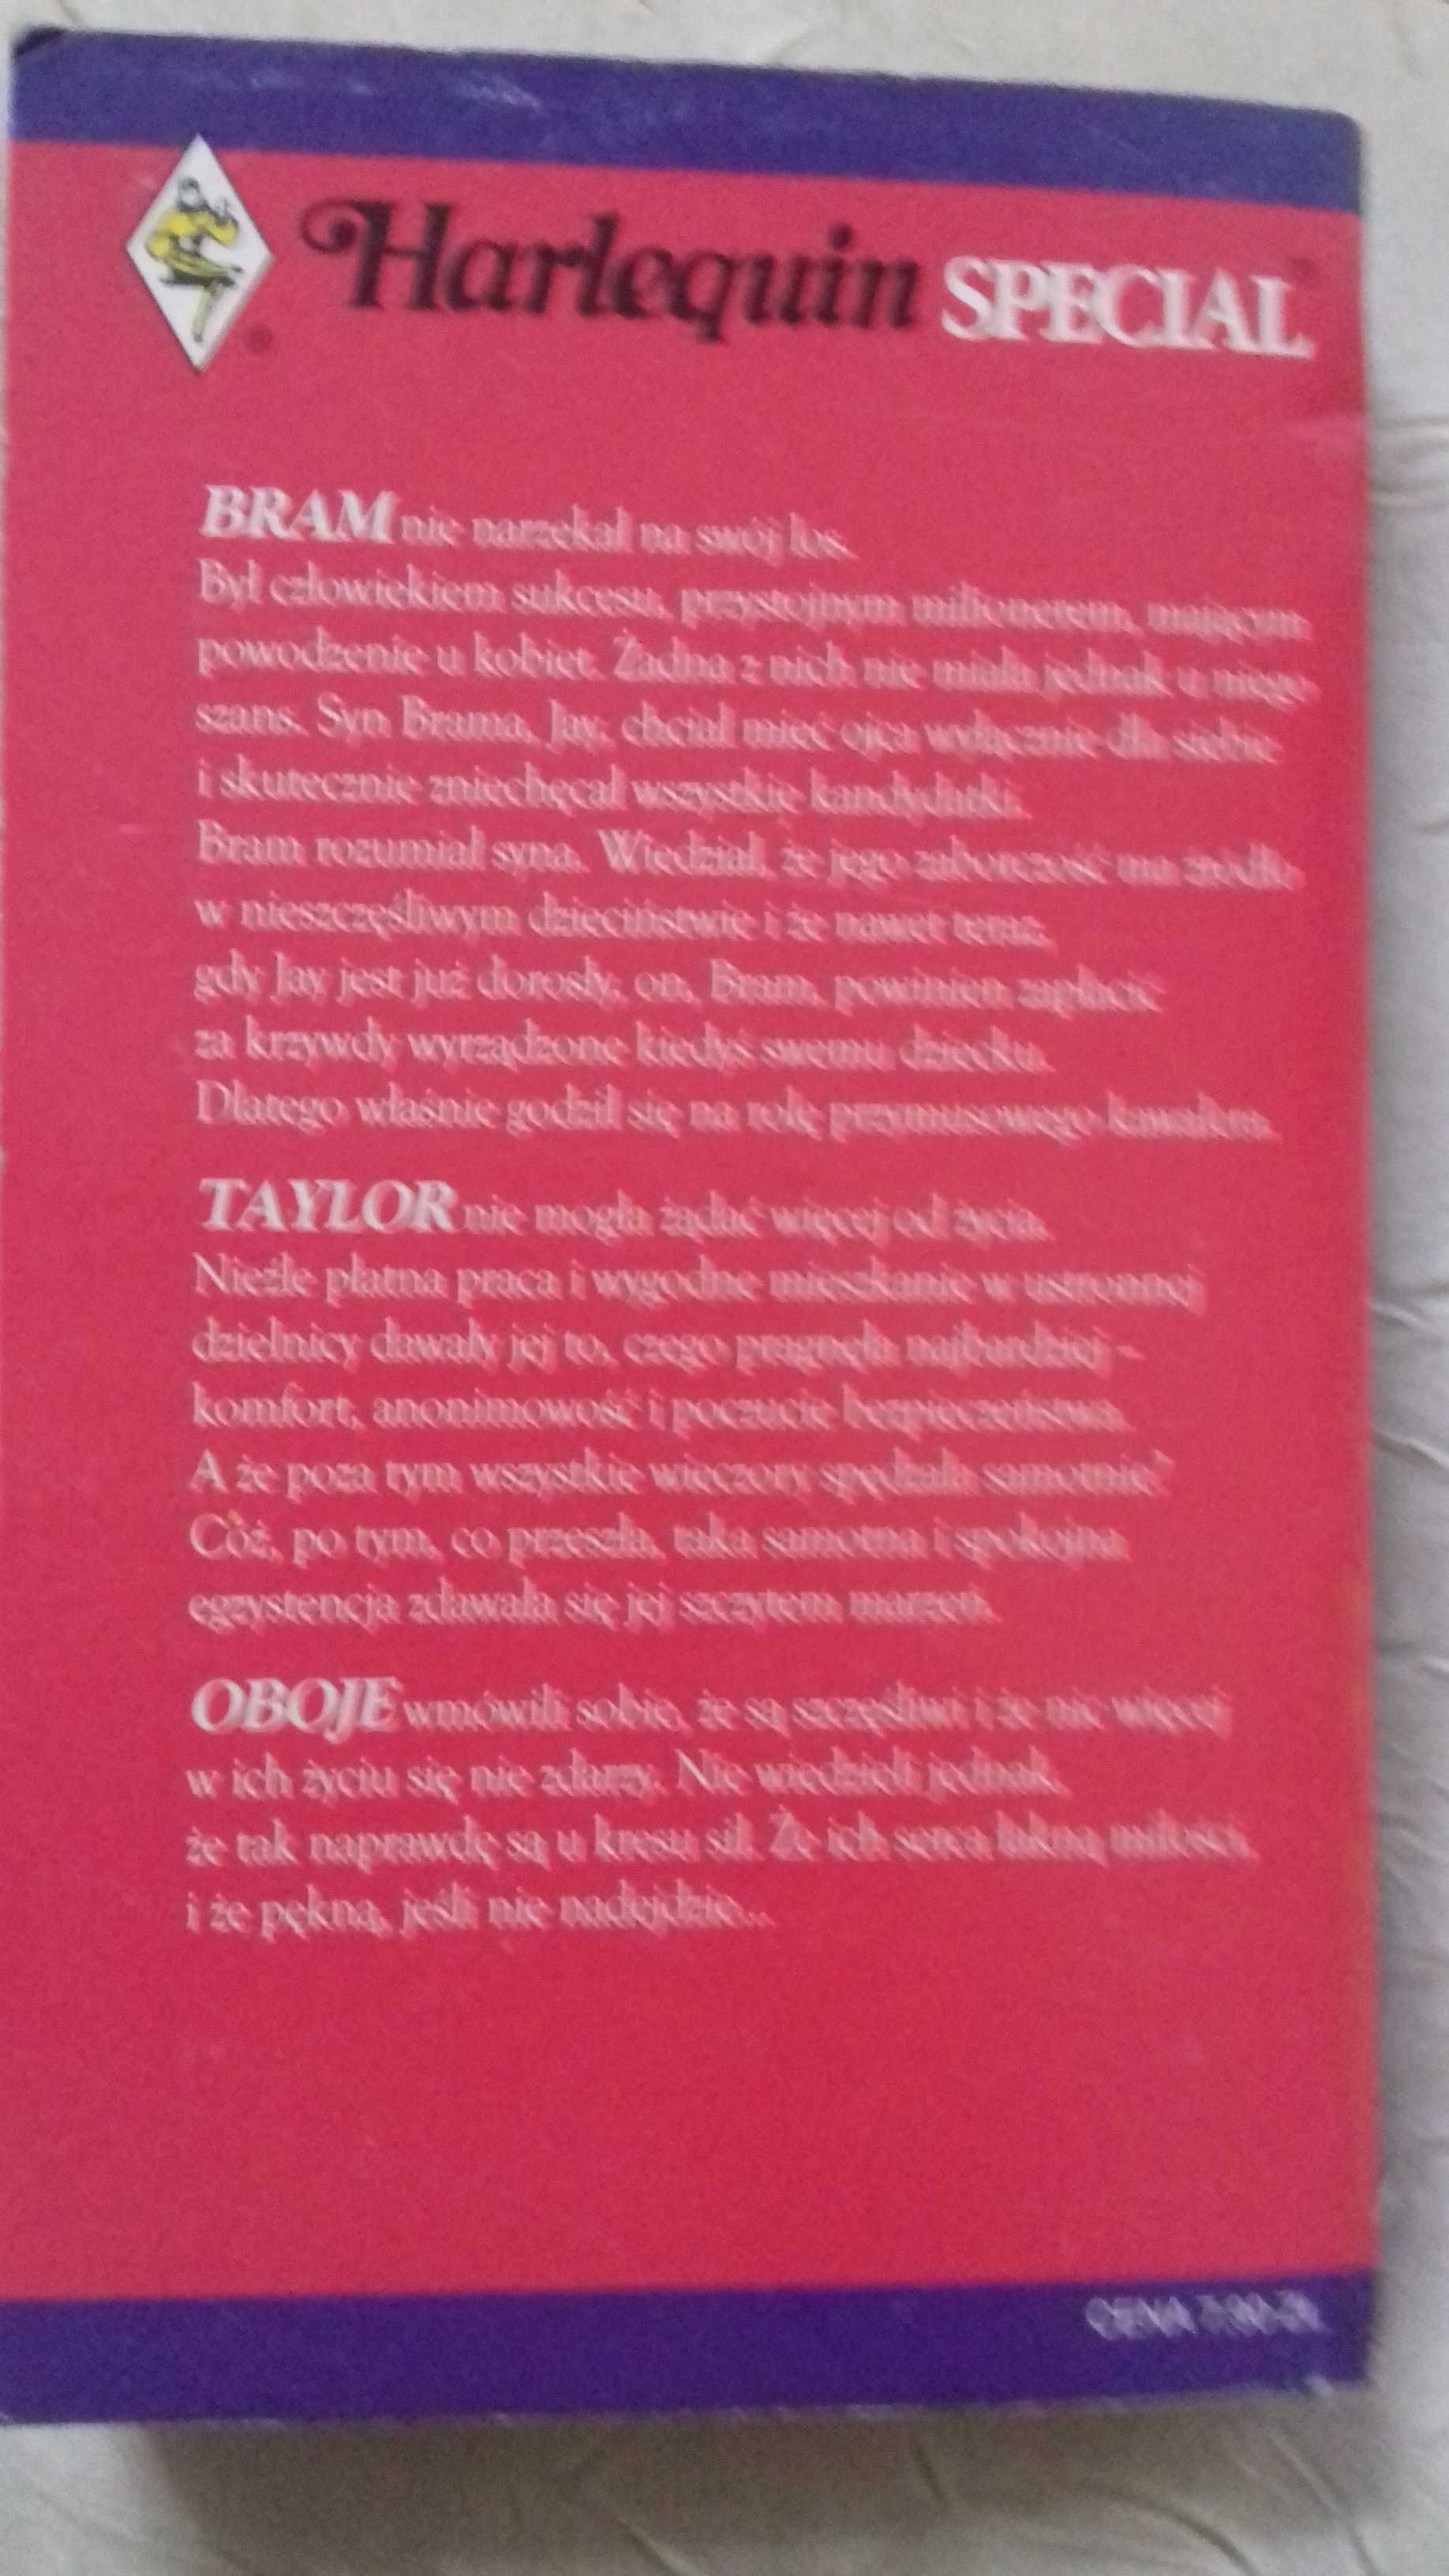 Harlequin SPECIAL
BRAM nie narzekał na swój los.
Był człowiekiem sukcesu, przystojnym milionerem, mającym
powodzenie u kobiet. Żadna z nich nie miała jednak u niego
szans. Syn Brama, Jay, chciał mieć ojca wyłącznie dla siebie
i skutecznie zniechęcał wszystkie kandydatki.
Bram rozumiał syna. Wiedział, że jego zaborczość ma źródło
w nieszczęśliwym dzieciństwie i że nawet teraz,
gdy Jay jest już dorosły, on, Bram, powinien zapłacić
za krzywdy wyrządzone kiedyś swemu dziecku.
Dlatego właśnie godził się na rolę przymusowego kawalera.
TAYLOR nie mogła żądać więcej od życia.
Nieźle płatna praca i wygodne mieszkanie w ustronnej
dzielnicy dawały jej to, czego pragnęła najbardziej –
komfort, anonimowość i poczucie bezpieczeństwa.
A że poza tym wszystkie wieczory spędzała samotnie?
Cóż, po tym, co przeszła, taka samotna i spokojna
egzystencja zdawała się jej szczytem marzeń.
OBOJE wmówili sobie, że są szczęśliwi i że nic więcej
w ich życiu się nie zdarzy. Nie wiedzieli jednak,
że tak naprawdę są u kresu sił. Że ich serca łakną miłości,
i że pękną, jeśli nie nadejdzie...
CENA